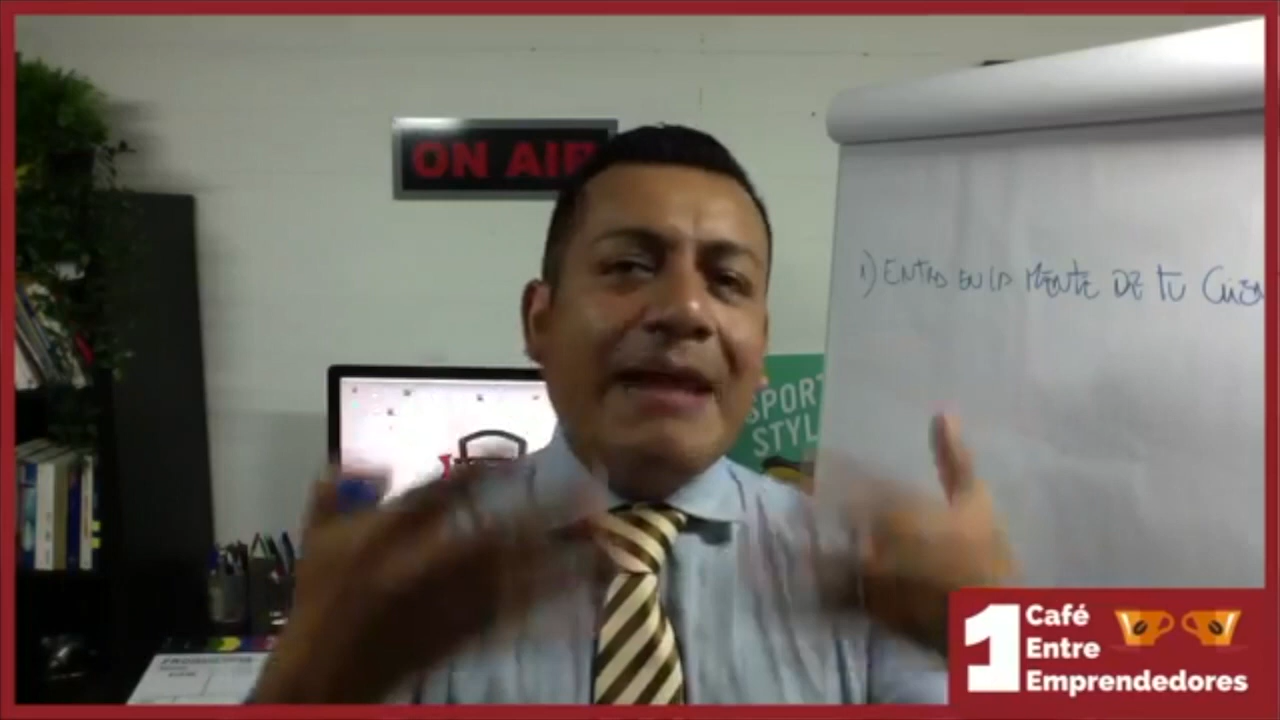 ON AIR
1) ENTRA EN LA MENTE DE TU
SPORT
STYL
1 Café
Entre
Emprendedores